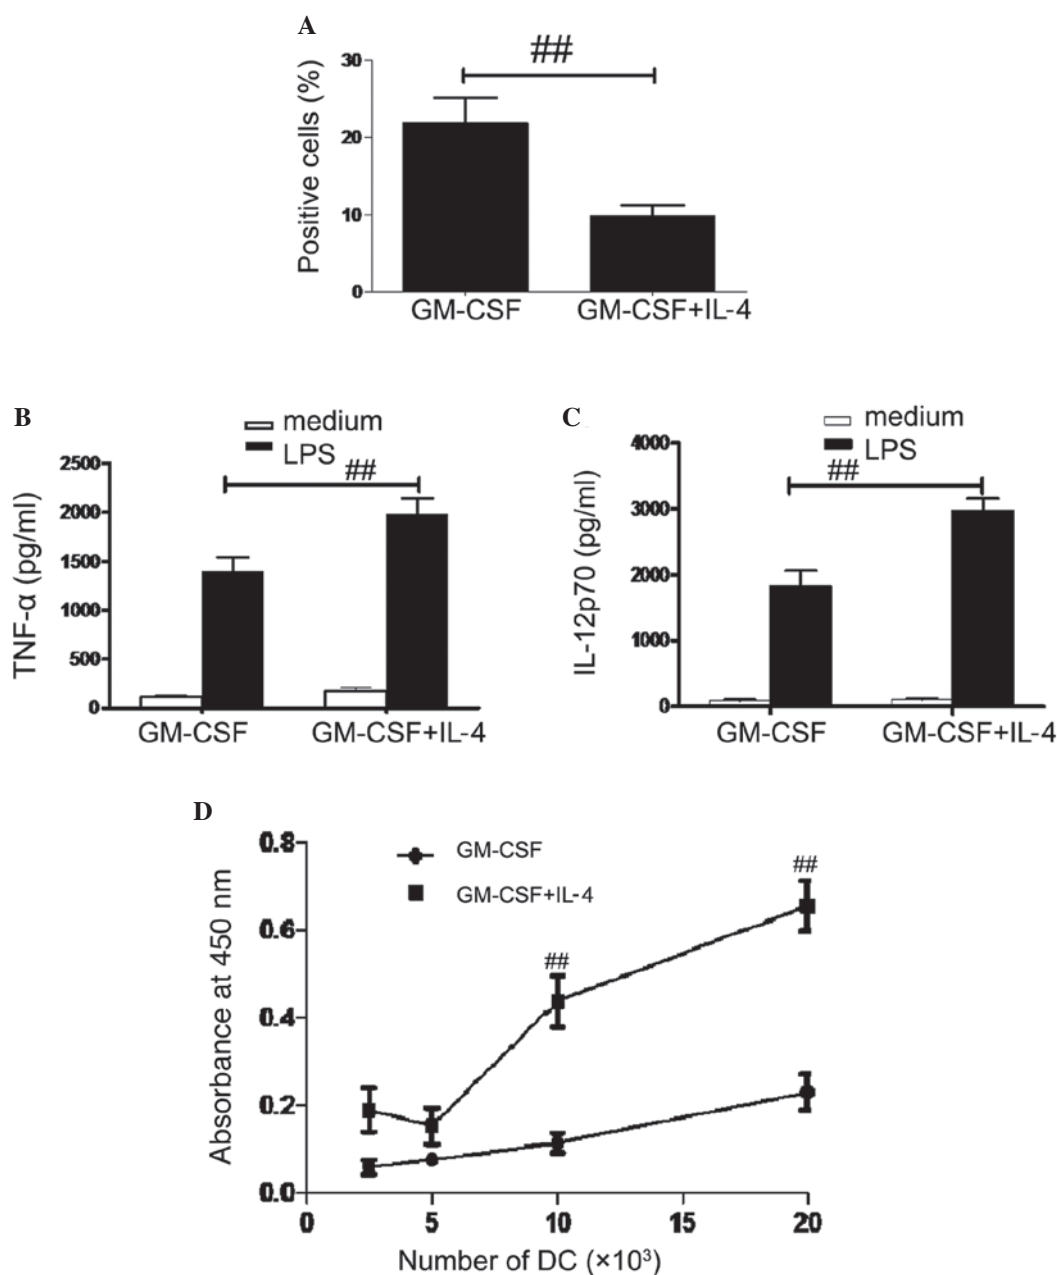 A
##
30
20
10
0
Positive cells (%)
GM-CSF
GM-CSF+IL-4
B
medium
LPS
##
2500
2000
1500
1000
500
0
TNF-α (pg/ml)
GM-CSF
GM-CSF+IL-4
C
medium
LPS
##
4000
3000
2000
1000
0
IL-12p70 (pg/ml)
GM-CSF
GM-CSF+IL-4
D
GM-CSF
GM-CSF+IL-4
##
##
0.8
0.6
0.4
0.2
0.0
Absorbance at 450 nm
0 5 10 15 20
Number of DC (×10³)